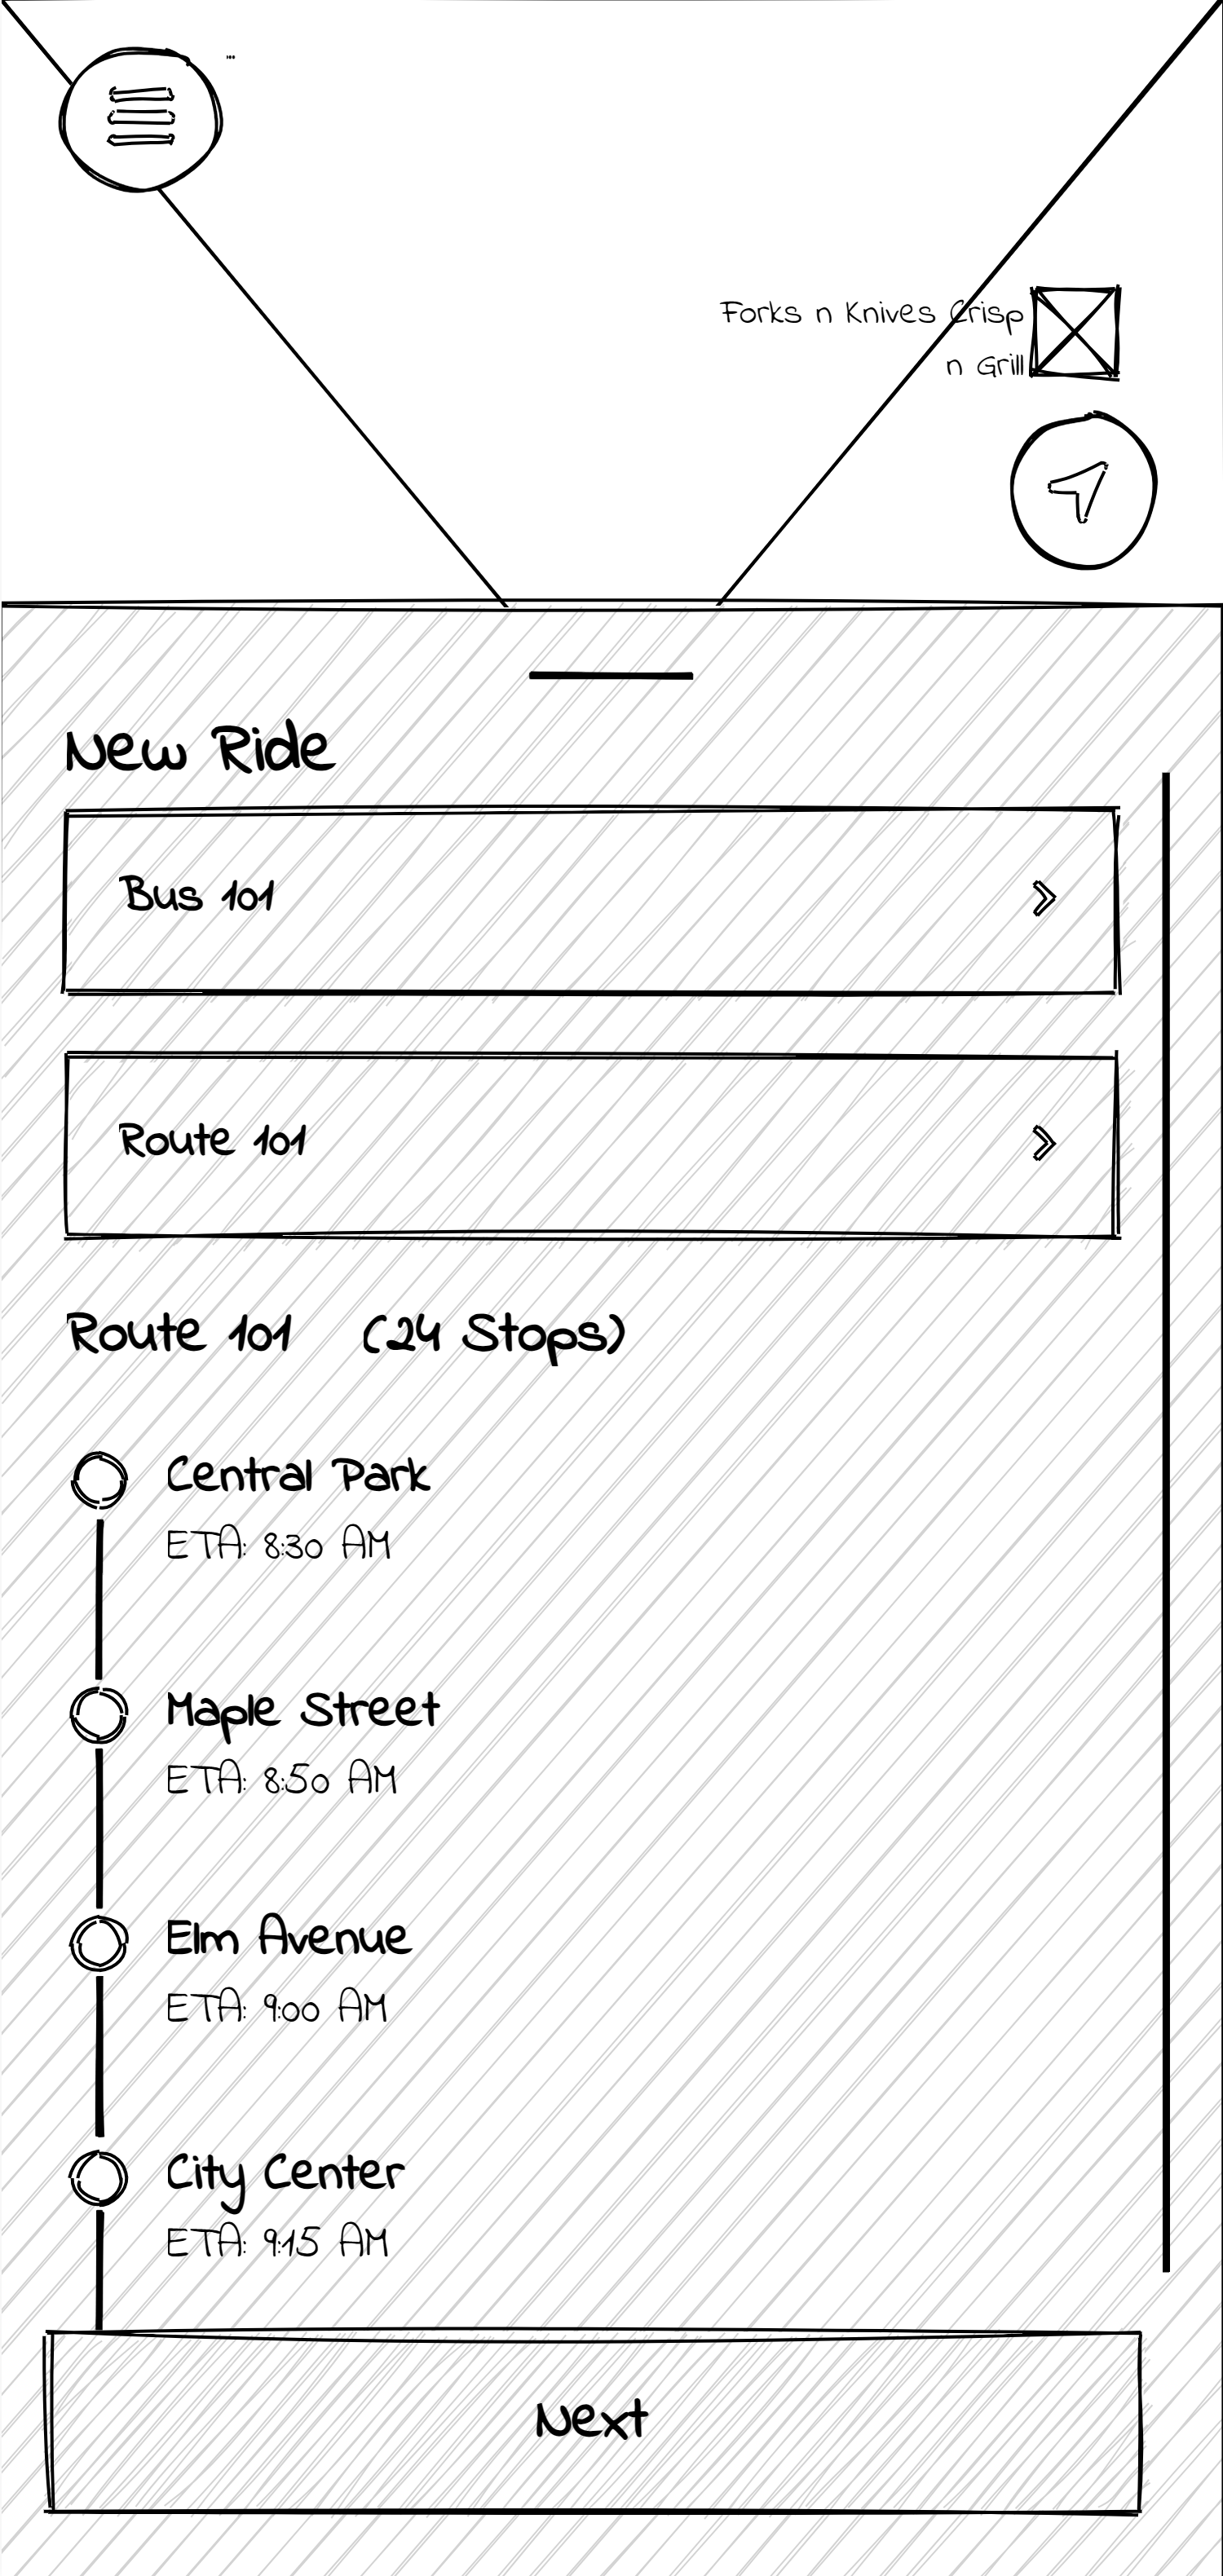 Forks n Knives Crisp
n Grill
New Ride
Bus 101
Route 101
Route 101 (24 Stops)
Central Park
ETA: 8:30 AM
Maple Street
ETA: 8:50 AM
Elm Avenue
ETA: 9:00 AM
City Center
ETA: 9:15 AM
Next